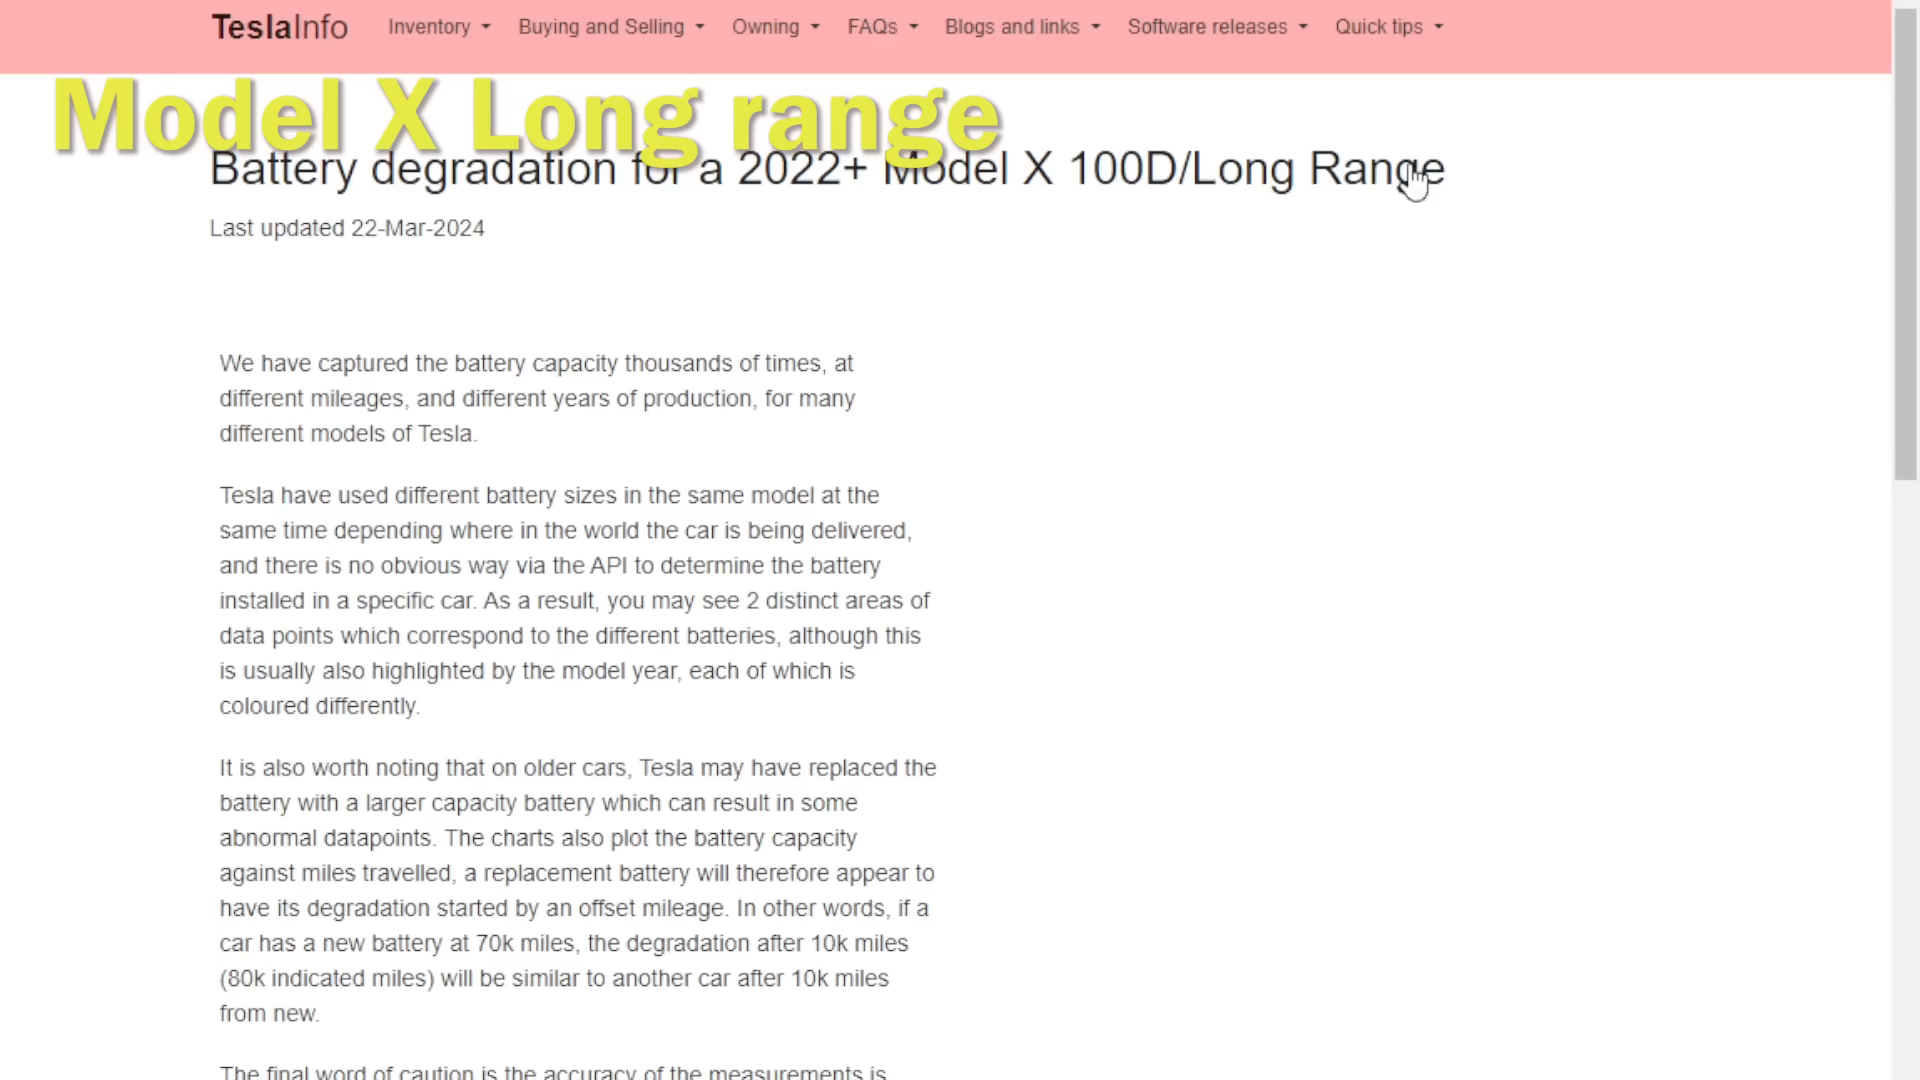 TeslaInfo Inventory Buying and Selling Owning FAQs Blogs and links Software releases Quick tips
Model X Long range
Battery degradation for a 2022+ Model X 100D/Long Range
Last updated 22-Mar-2024
We have captured the battery capacity thousands of times, at
different mileages, and different years of production, for many
different models of Tesla.
Tesla have used different battery sizes in the same model at the
same time depending where in the world the car is being delivered,
and there is no obvious way via the API to determine the battery
installed in a specific car. As a result, you may see 2 distinct areas of
data points which correspond to the different batteries, although this
is usually also highlighted by the model year, each of which is
coloured differently.
It is also worth noting that on older cars, Tesla may have replaced the
battery with a larger capacity battery which can result in some
abnormal datapoints. The charts also plot the battery capacity
against miles travelled, a replacement battery will therefore appear to
have its degradation started by an offset mileage. In other words, if a
car has a new battery at 70k miles, the degradation after 10k miles
(80k indicated miles) will be similar to another car after 10k miles
from new.
The final word of caution is the accuracy of the measurements is